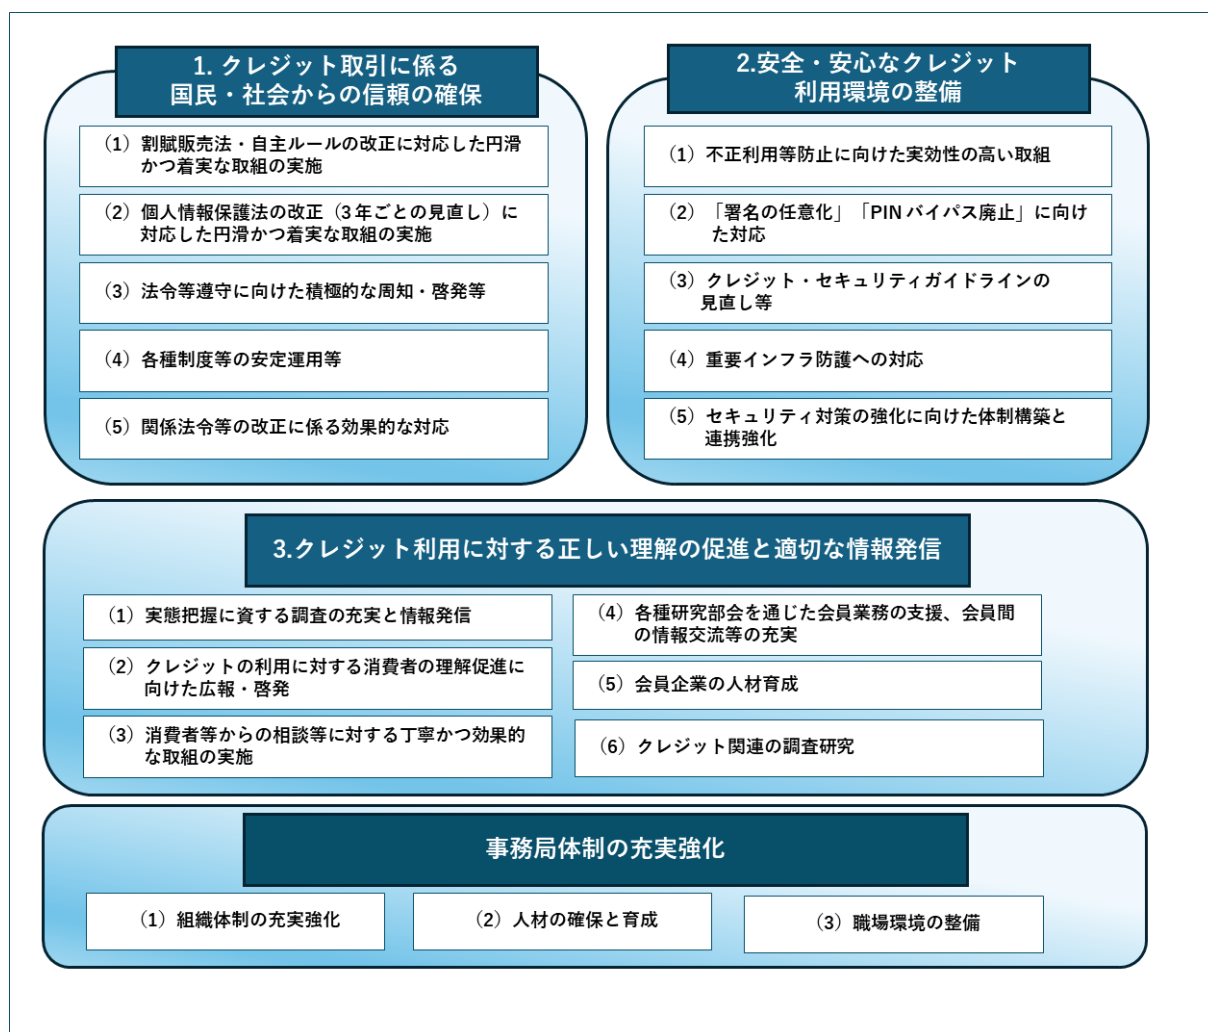 1. クレジット取引に係る
国民・社会からの信頼の確保
（1）割賦販売法・自主ルールの改正に対応した円滑
かつ着実な取組の実施
（2）個人情報保護法の改正（3年ごとの見直し）に
対応した円滑かつ着実な取組の実施
（3）法令等遵守に向けた積極的な周知・啓発等
（4）各種制度等の安定運用等
（5）関係法令等の改正に係る効果的な対応
2.安全・安心なクレジット
利用環境の整備
（1）不正利用等防止に向けた実効性の高い取組
（2）「署名の任意化」「PINバイパス廃止」に向け
た対応
（3）クレジット・セキュリティガイドラインの
見直し等
（4）重要インフラ防護への対応
（5）セキュリティ対策の強化に向けた体制構築と
連携強化
3.クレジット利用に対する正しい理解の促進と適切な情報発信
（1）実態把握に資する調査の充実と情報発信
（2）クレジットの利用に対する消費者の理解促進に
向けた広報・啓発
（3）消費者等からの相談等に対する丁寧かつ効果的
な取組の実施
（4）各種研究部会を通じた会員業務の支援、会員間
の情報交流等の充実
（5）会員企業の人材育成
（6）クレジット関連の調査研究
事務局体制の充実強化
（1）組織体制の充実強化
（2）人材の確保と育成
（3）職場環境の整備